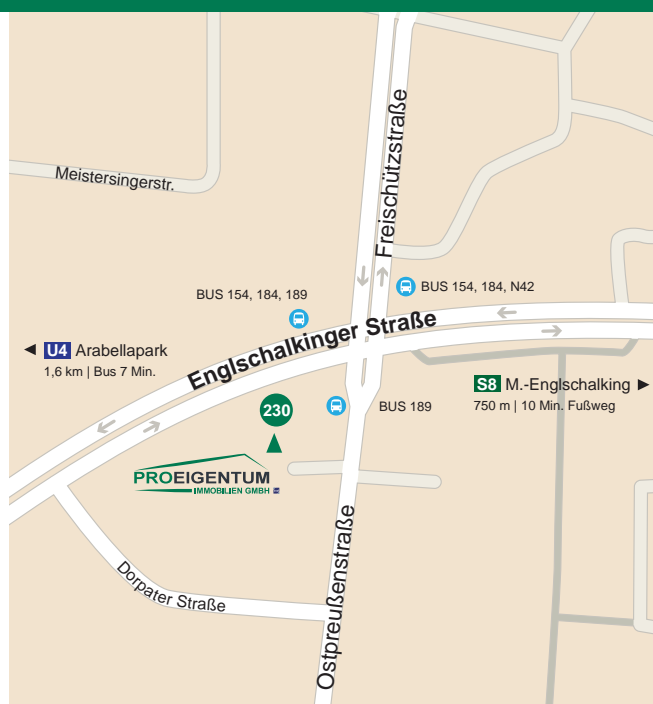 Freischützstraße
Meistersingerstr.
BUS 154, 184, N42
BUS 154, 184, 189
Englschalkinger Straße
U4 Arabellapark
1,6 km | Bus 7 Min.
S8 M.-Englschalking
750 m | 10 Min. Fußweg
230
BUS 189
PROEIGENTUM
IMMOBILIEN GMBH
Ostpreußenstraße
Dorpater Straße